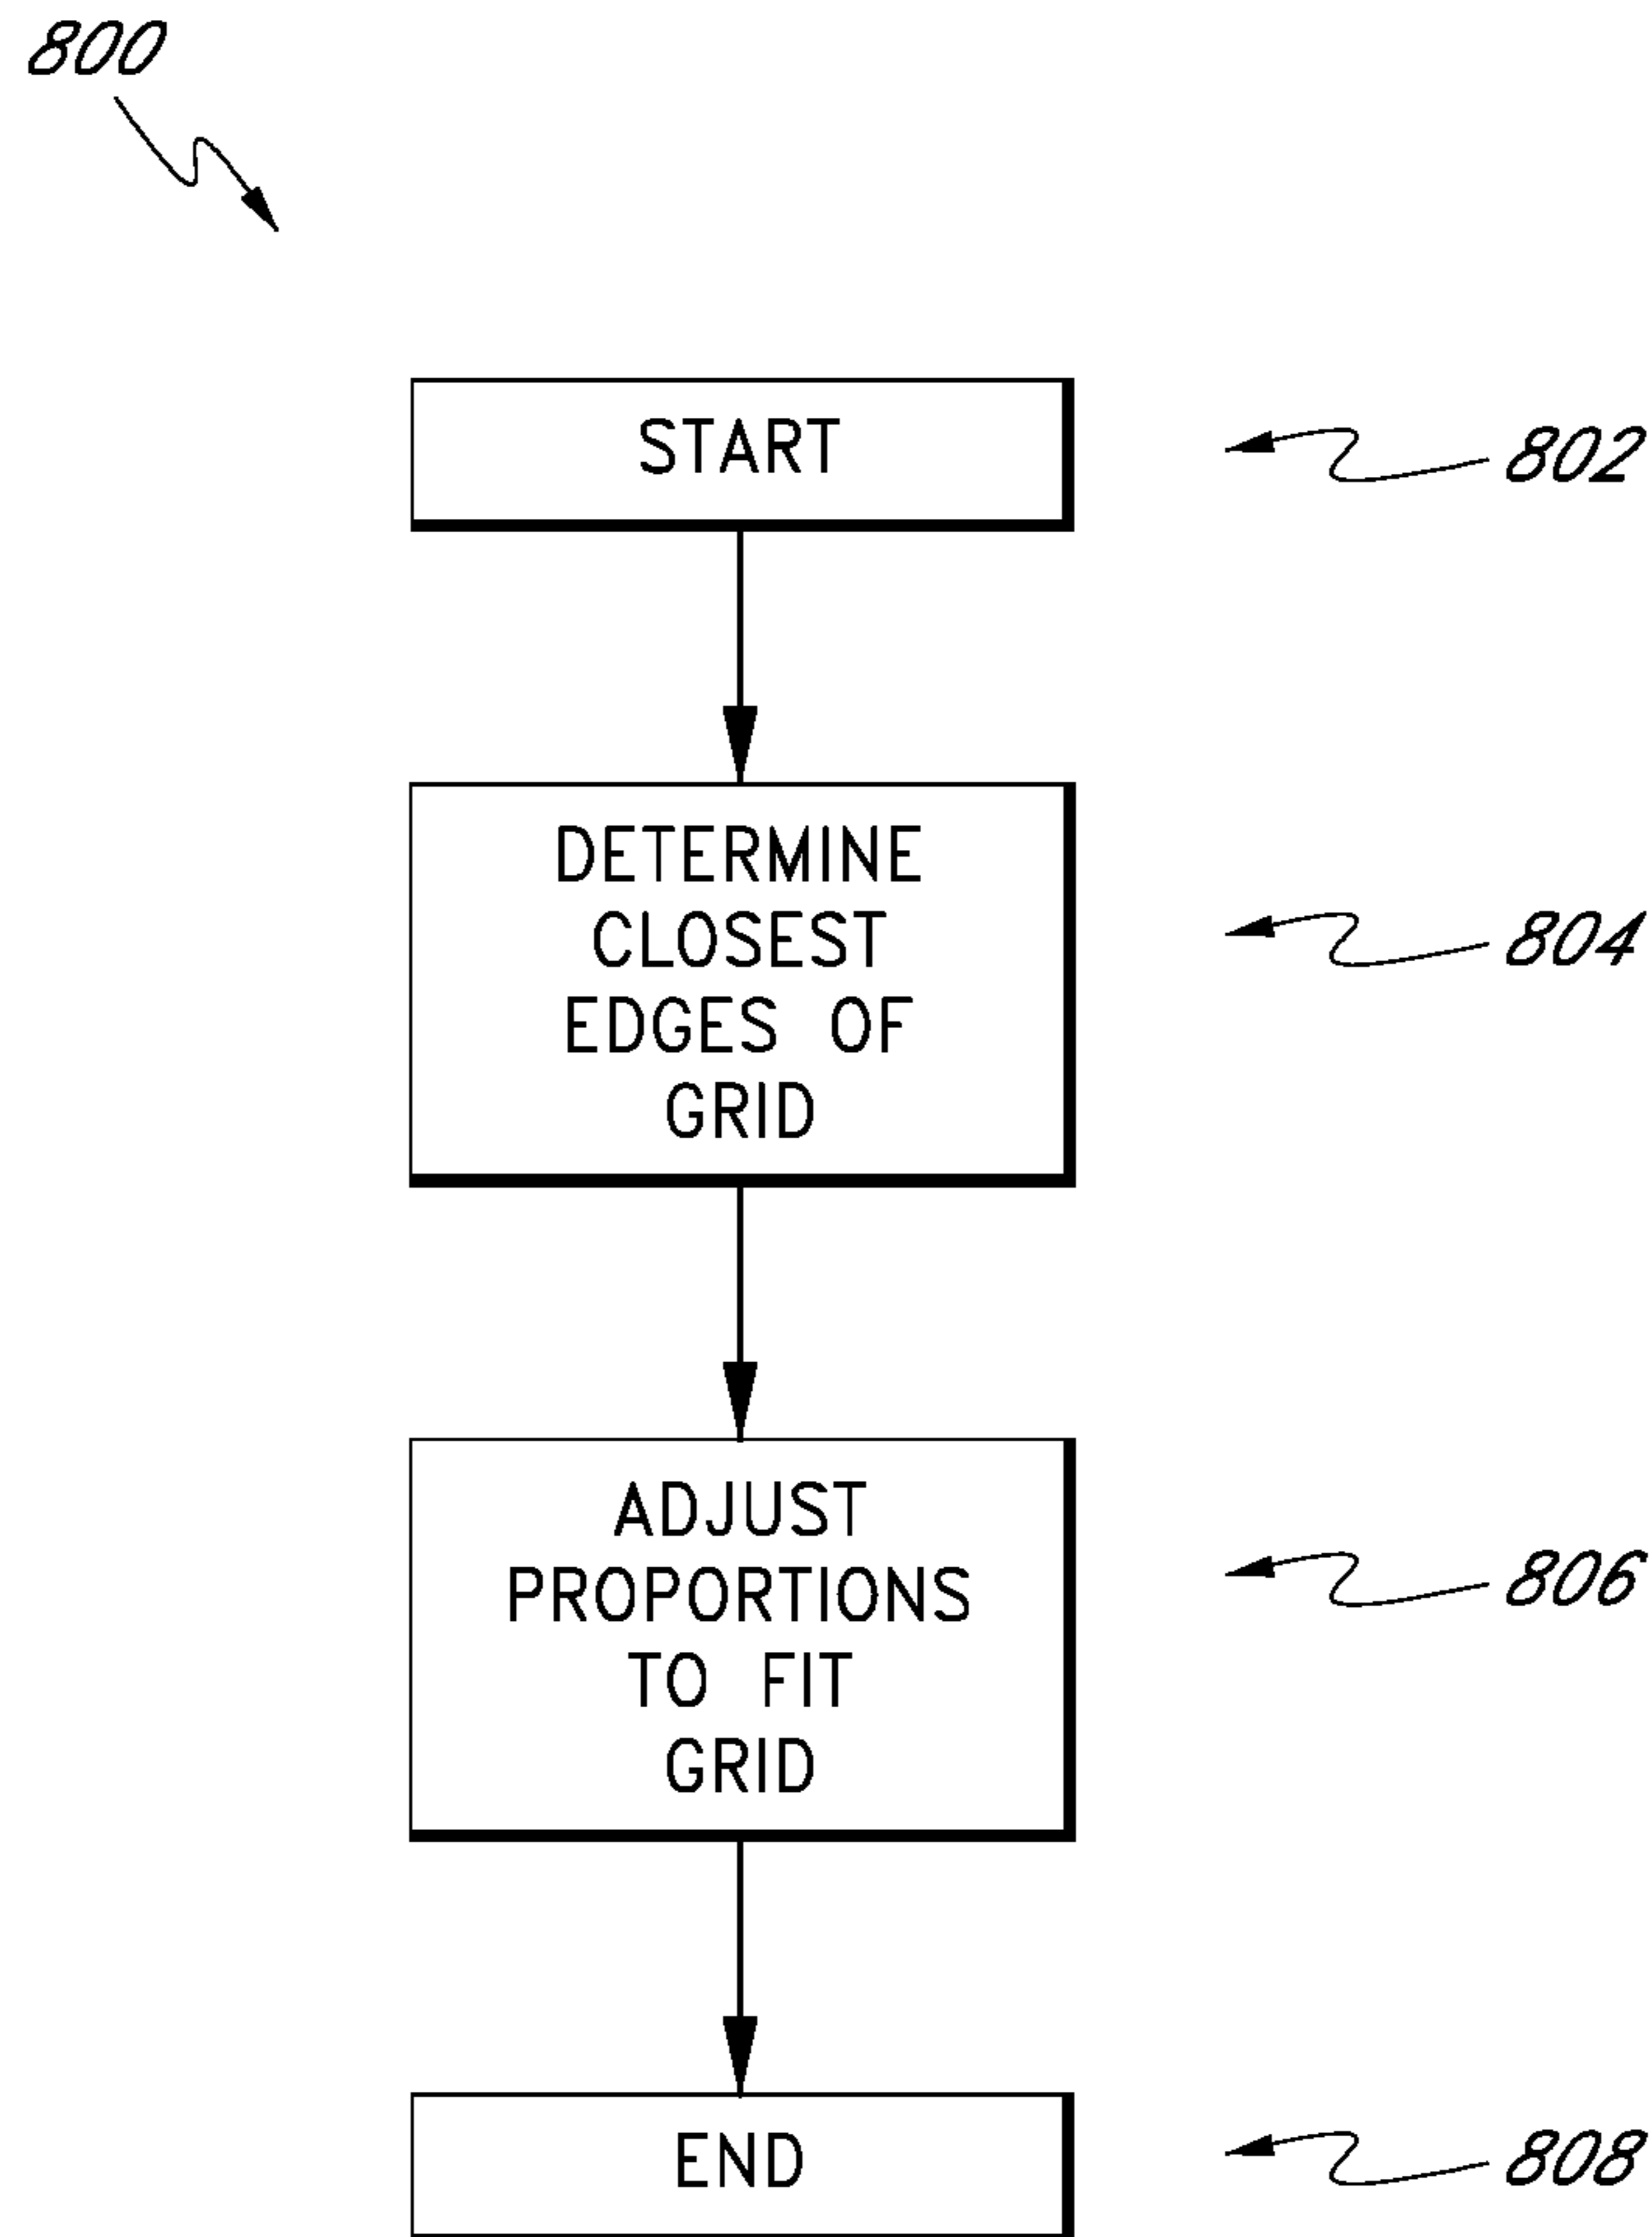 800
START
802
DETERMINE
CLOSEST
EDGES OF
GRID
804
ADJUST
PROPORTIONS
TO FIT
GRID
806
END
808